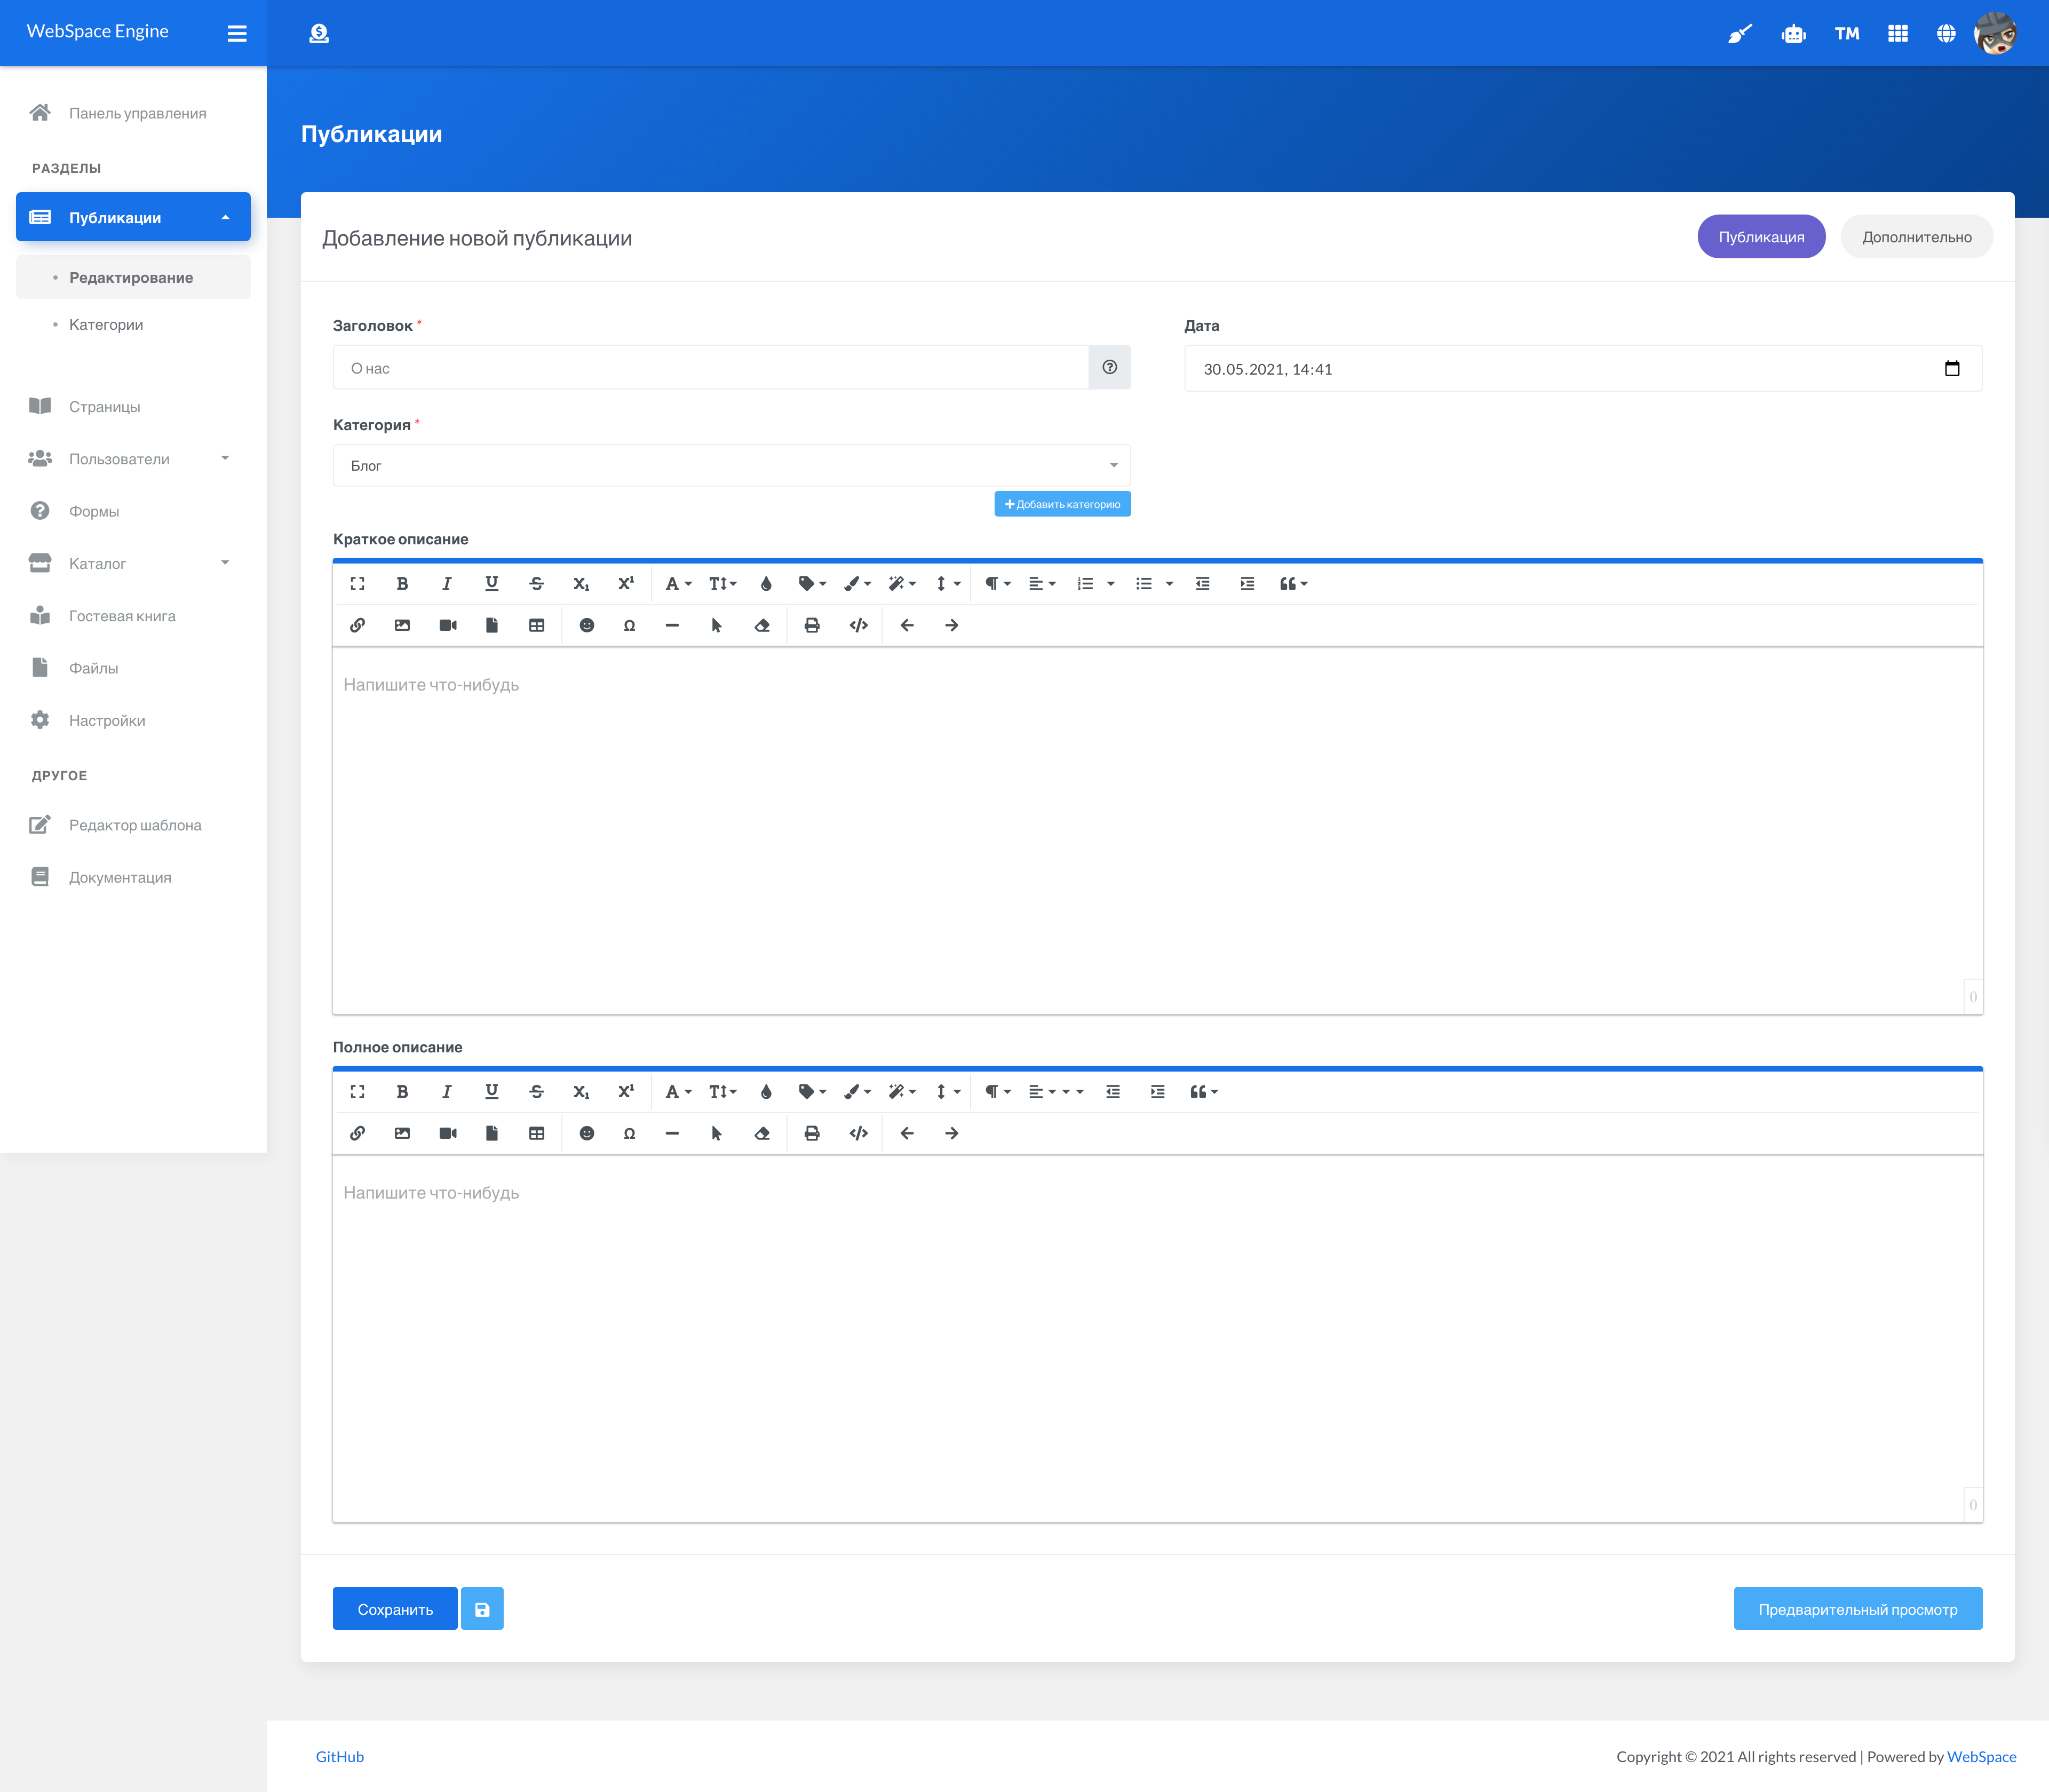 WebSpace Engine
TM
Панель управления
РАЗДЕЛЫ
Публикации
Редактирование
Категории
Страницы
Пользователи
Формы
Каталог
Гостевая книга
Файлы
Настройки
ДРУГОЕ
Редактор шаблона
Документация
Публикации
Добавление новой публикации
Публикация
Дополнительно
Заголовок *
О нас
Дата
30.05.2021, 14:41
Категория *
Блог
Добавить категорию
Краткое описание
Напишите что-нибудь
0
Полное описание
Напишите что-нибудь
0
Сохранить
Предварительный просмотр
GitHub
Copyright © 2021 All rights reserved | Powered by WebSpace